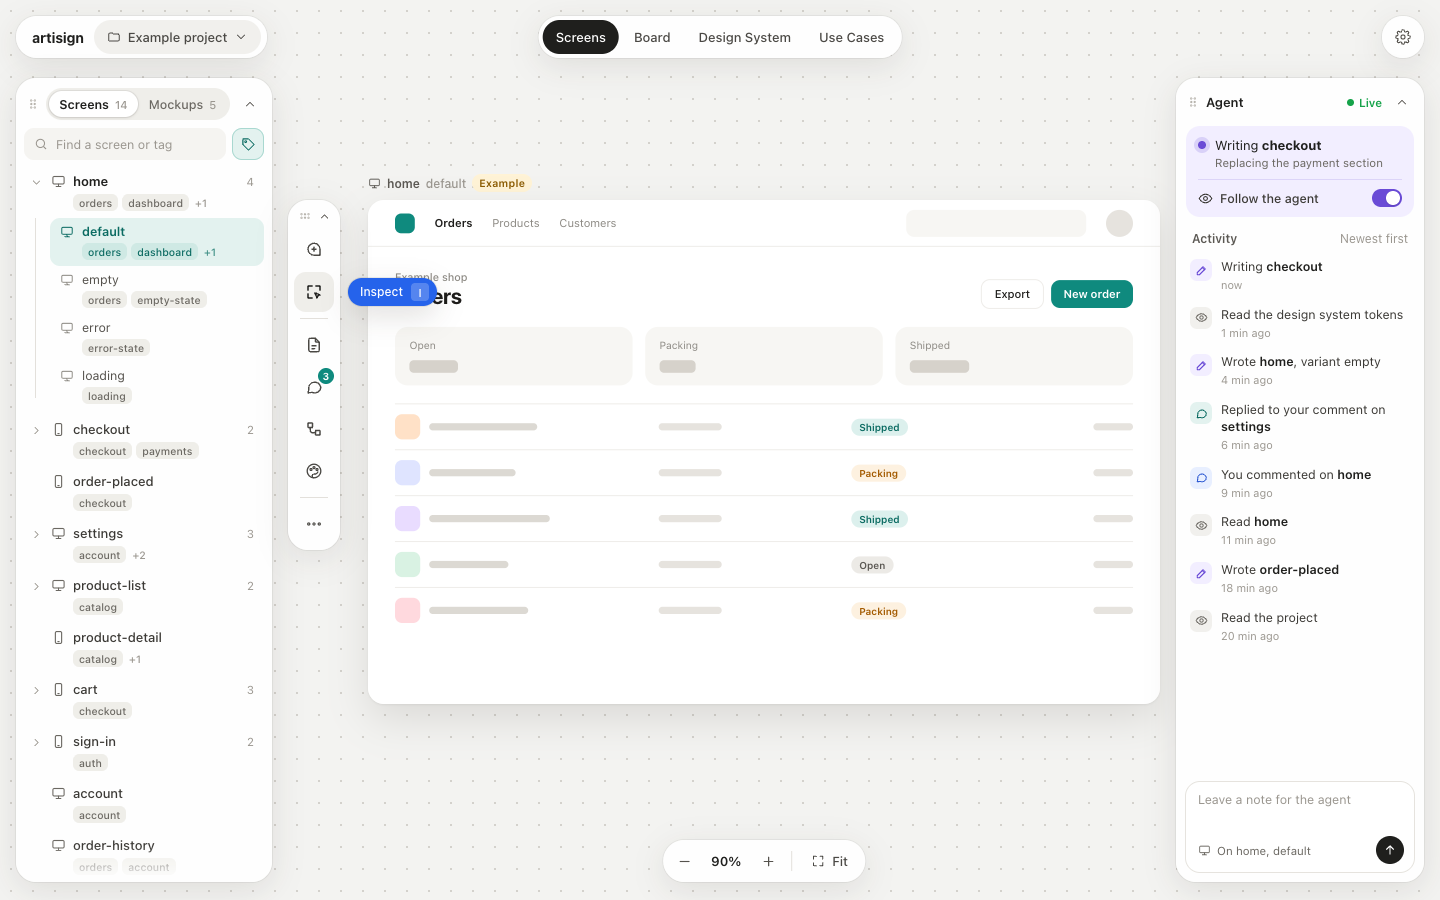 artisign
Example project
Screens
Board
Design System
Use Cases
Screens 14
Mockups 5
Find a screen or tag
home 4
orders dashboard +1
default
orders dashboard +1
empty
orders empty-state
error
error-state
loading
loading
checkout 2
checkout payments
order-placed
checkout
settings 3
account +2
product-list 2
catalog
product-detail
catalog +1
cart 3
checkout
sign-in 2
auth
account
account
order-history
orders account
3
Inspect I
home default Example
Orders Products Customers
Example shop
ers
Export
New order
Open
Packing
Shipped
Shipped
Packing
Shipped
Open
Packing
90%
Fit
Agent
Live
Writing checkout
Replacing the payment section
Follow the agent
Activity
Newest first
Writing checkout
now
Read the design system tokens
1 min ago
Wrote home, variant empty
4 min ago
Replied to your comment on
settings
6 min ago
You commented on home
9 min ago
Read home
11 min ago
Wrote order-placed
18 min ago
Read the project
20 min ago
Leave a note for the agent
On home, default